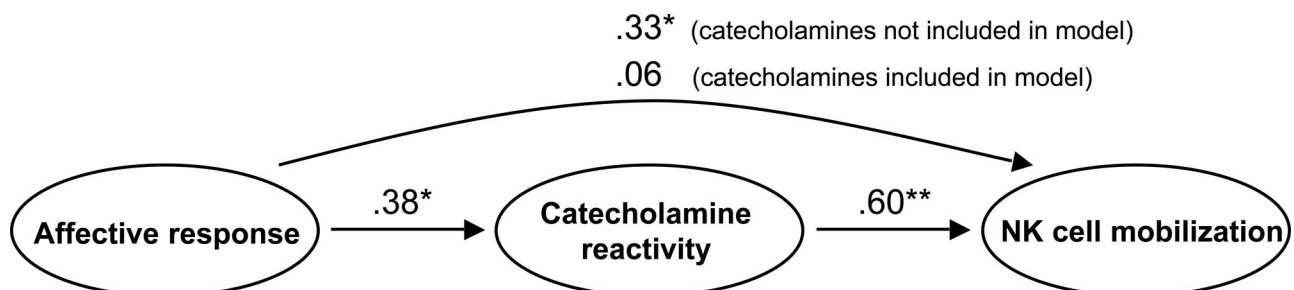 .33* (catecholamines not included in model)
.06 (catecholamines included in model)
Affective response
.38*
Catecholamine
reactivity
.60**
NK cell mobilization